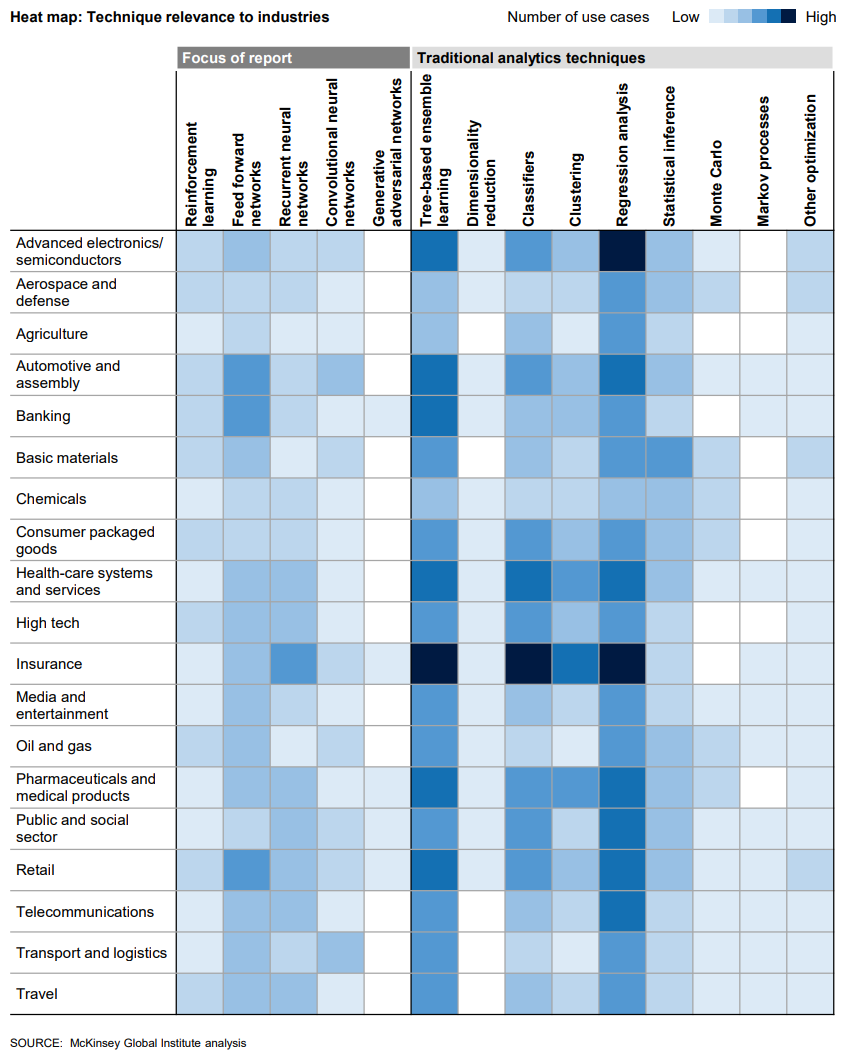 Heat map: Technique relevance to industries
Number of use cases Low High
Focus of report
Traditional analytics techniques
Reinforcement
learning
Feed forward
networks
Recurrent neural
networks
Convolutional neural
networks
Generative
adversarial networks
Tree-based ensemble
learning
Dimensionality
reduction
Classifiers
Clustering
Regression analysis
Statistical inference
Monte Carlo
Markov processes
Other optimization
Advanced electronics/
semiconductors
Aerospace and
defense
Agriculture
Automotive and
assembly
Banking
Basic materials
Chemicals
Consumer packaged
goods
Health-care systems
and services
High tech
Insurance
Media and
entertainment
Oil and gas
Pharmaceuticals and
medical products
Public and social
sector
Retail
Telecommunications
Transport and logistics
Travel
SOURCE: McKinsey Global Institute analysis